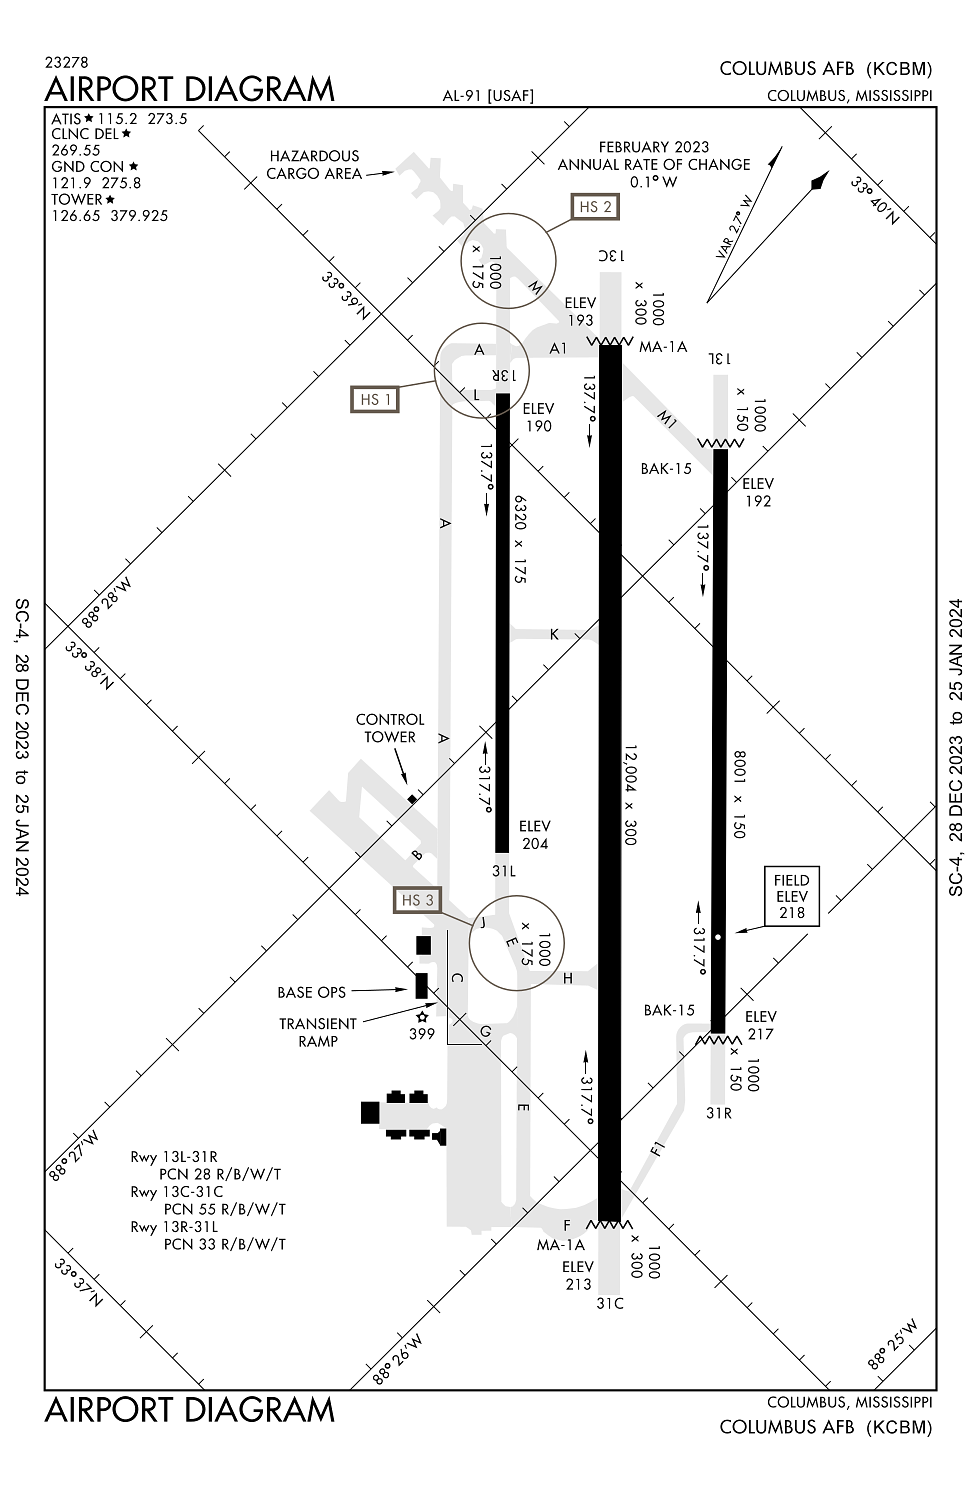 23278
AIRPORT DIAGRAM
AL-91 [USAF]
COLUMBUS AFB (KCBM)
COLUMBUS, MISSISSIPPI
ATIS★ 115.2 273.5
CLNC DEL★
269.55
GND CON ★
121.9 275.8
TOWER★
126.65 379.925
HAZARDOUS
CARGO AREA
FEBRUARY 2023
ANNUAL RATE OF CHANGE
0.1° W
VAR 2.7° W
33° 40'N
HS 2
1000
x 175
M
13C
33° 39'N
ELEV
193
1000
x 300
A
A1
MA-1A
13L
13R
HS 1
L
ELEV
190
137.7°
M1
1000
x 150
BAK-15
137.7°
ELEV
192
6320 x 175
A
137.7°
88° 28'W
K
33° 38'N
SC-4, 28 DEC 2023 to 25 JAN 2024
SC-4, 28 DEC 2023 to 25 JAN 2024
CONTROL
TOWER
A
317.7°
12,004 x 300
8001 x 150
ELEV
204
B
31L
FIELD
ELEV
218
HS 3
J
E
1000
x 175
317.7°
C
H
BASE OPS
TRANSIENT
RAMP
399
G
BAK-15
ELEV
217
1000
x 150
317.7°
E
31R
F1
88° 27'W
Rwy 13L-31R
PCN 28 R/B/W/T
Rwy 13C-31C
PCN 55 R/B/W/T
Rwy 13R-31L
PCN 33 R/B/W/T
F
MA-1A
ELEV
213
1000
x 300
31C
33° 37'N
88° 26'W
88° 25'W
AIRPORT DIAGRAM
COLUMBUS, MISSISSIPPI
COLUMBUS AFB (KCBM)